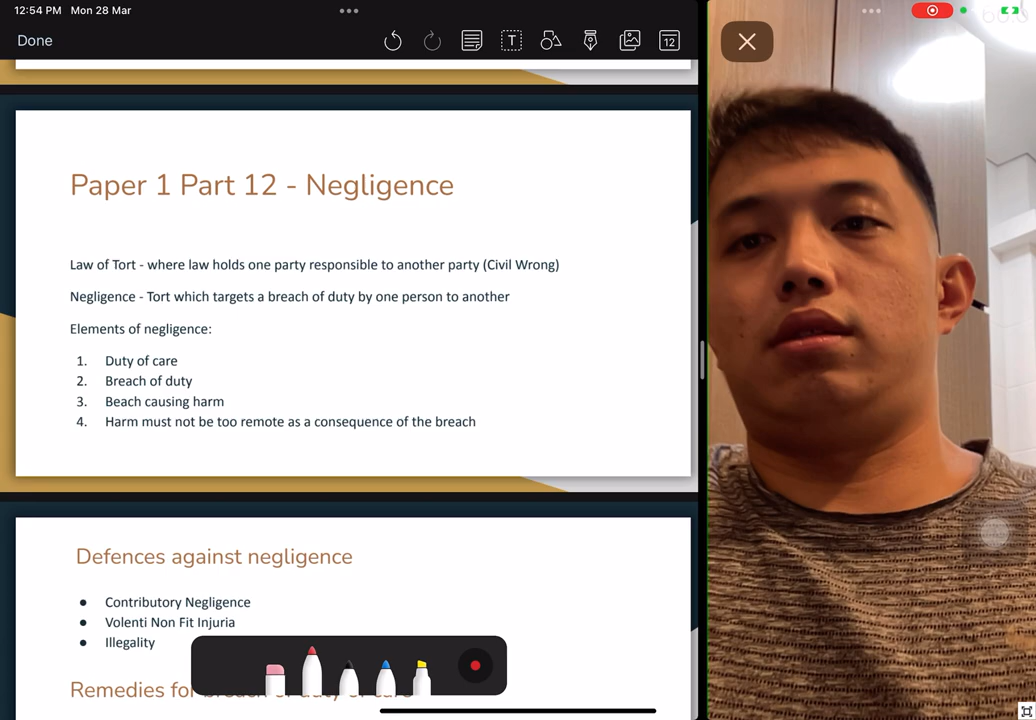 12:54 PM Mon 28 Mar
Done
12
Paper 1 Part 12 - Negligence
Law of Tort - where law holds one party responsible to another party (Civil Wrong)
Negligence - Tort which targets a breach of duty by one person to another
Elements of negligence:
1. Duty of care
2. Breach of duty
3. Beach causing harm
4. Harm must not be too remote as a consequence of the breach
Defences against negligence
● Contributory Negligence
● Volenti Non Fit Injuria
● Illegality
Remedies for